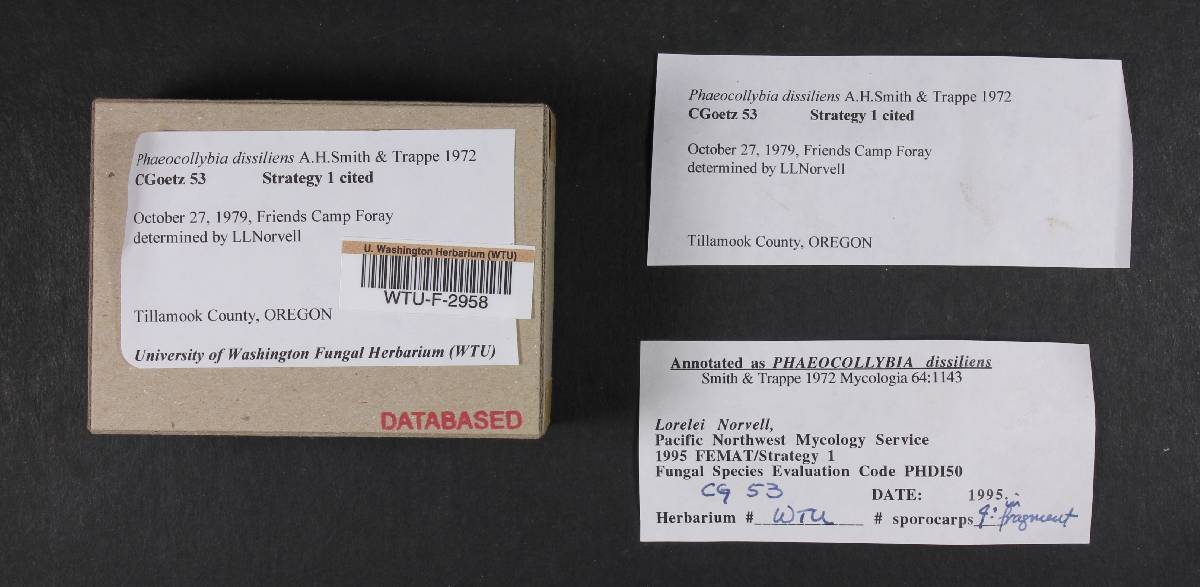 Phaeocollybia dissiliens A.H.Smith & Trappe 1972
CGoetz 53 Strategy 1 cited
October 27, 1979, Friends Camp Foray
determined by LLNorvell
U. Washington Herbarium (WTU)
WTU-F-2958
Tillamook County, OREGON
University of Washington Fungal Herbarium (WTU)
DATABASED
Phaeocollybia dissiliens A.H.Smith & Trappe 1972
CGoetz 53 Strategy 1 cited
October 27, 1979, Friends Camp Foray
determined by LLNorvell
Tillamook County, OREGON
Annotated as PHAEOCOLLYBIA dissiliens
Smith & Trappe 1972 Mycologia 64:1143
Lorelei Norvell,
Pacific Northwest Mycology Service
1995 FEMAT/Strategy 1
Fungal Species Evaluation Code PHDI50
CG 53 DATE: 1995.
Herbarium # WTU # sporocarps in fragment